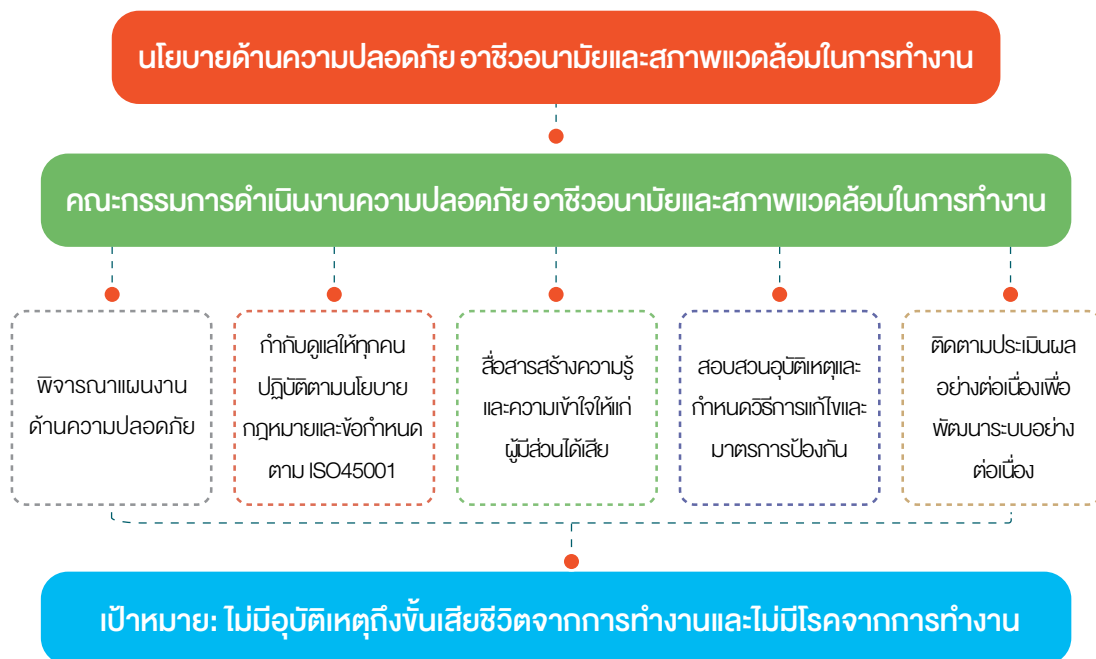 นโยบายด้านความปลอดภัย อาชีวอนามัยและสภาพแวดล้อมในการทำงาน
คณะกรรมการดำเนินงานความปลอดภัย อาชีวอนามัยและสภาพแวดล้อมในการทำงาน
พิจารณาแผนงาน
ด้านความปลอดภัย
กำกับดูแลให้ทุกคน
ปฏิบัติตามนโยบาย
กฎหมายและข้อกำหนด
ตาม ISO45001
สื่อสารสร้างความรู้
และความเข้าใจให้แก่
ผู้มีส่วนได้เสีย
สอบสวนอุบัติเหตุและ
กำหนดวิธีการแก้ไขและ
มาตรการป้องกัน
ติดตามประเมินผล
อย่างต่อเนื่องเพื่อ
พัฒนาระบบอย่าง
ต่อเนื่อง
เป้าหมาย: ไม่มีอุบัติเหตุถึงขั้นเสียชีวิตจากการทำงานและไม่มีโรคจากการทำงาน